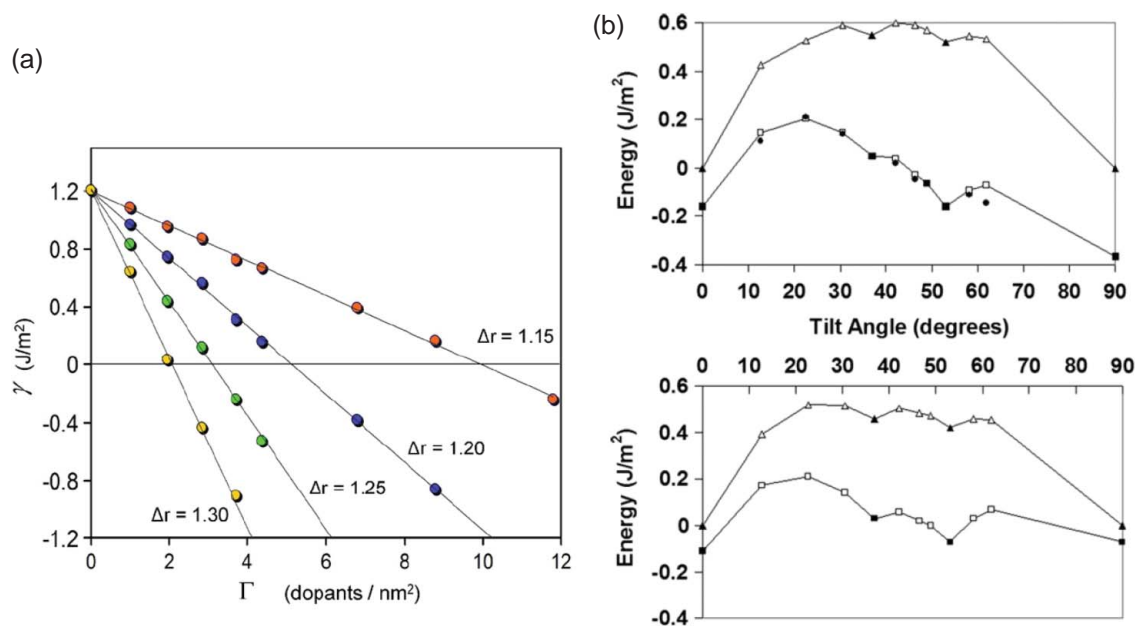 (a)
γ (J/m²)
1.2
0.8
0.4
0
-0.4
-0.8
-1.2
0 2 4 6 8 10 12
Γ (dopants / nm²)
Δr = 1.15
Δr = 1.20
Δr = 1.25
Δr = 1.30
(b)
Energy (J/m²)
0.6
0.4
0.2
0
-0.2
-0.4
0 10 20 30 40 50 60 70 80 90
Tilt Angle (degrees)
0 10 20 30 40 50 60 70 80 90
Energy (J/m²)
0.6
0.4
0.2
0
-0.2
-0.4